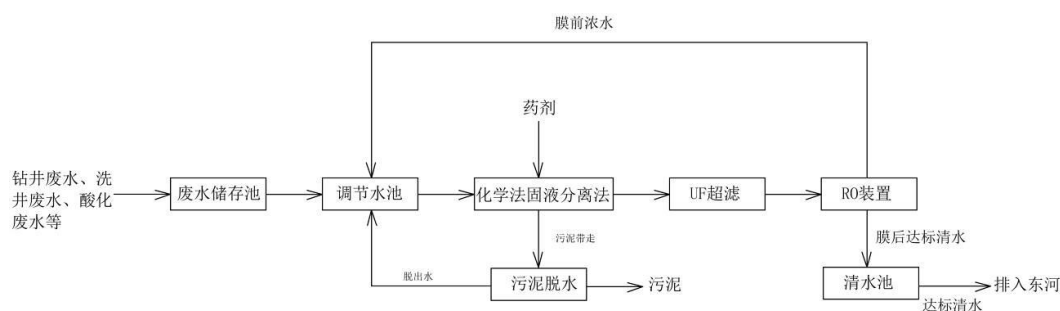 膜前浓水
药剂
钻井废水、洗
井废水、酸化
废水等
废水储存池
调节水池
化学法固液分离法
UF超滤
RO装置
污泥带走
膜后达标清水
脱出水
污泥脱水
污泥
清水池
达标清水
排入东河